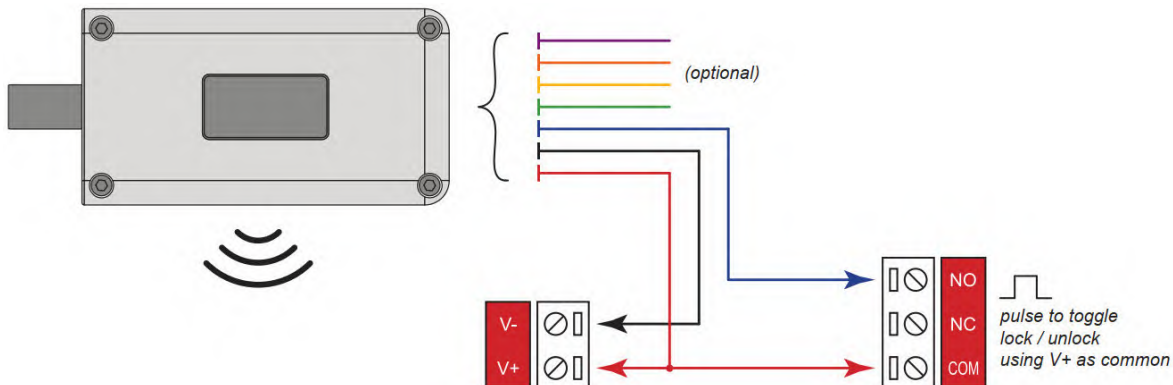 (optional)
V-
V+
NO
NC
COM
pulse to toggle
lock / unlock
using V+ as common